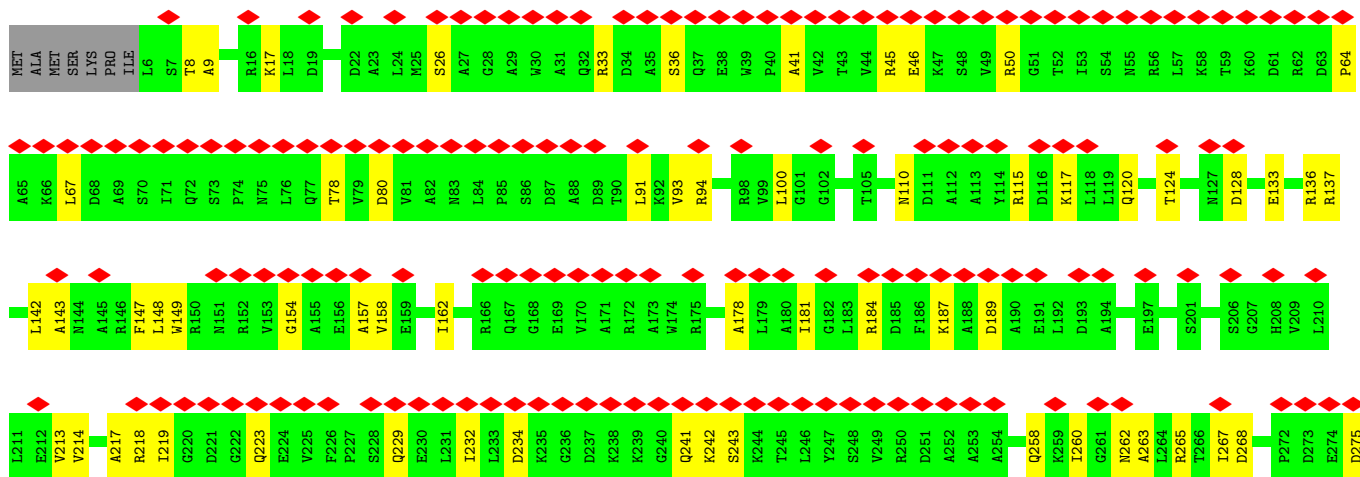 MET ALA MET SER LYS PRO ILE L6 S7 T8 A9 R16 K17 L18 D19 D22 A23 L24 M25 S26 A27 G28 A29 W30 A31 Q32 R33 D34 A35 S36 Q37 E38 W39 P40 A41 V42 T43 V44 R45 E46 K47 S48 V49 R50 G51 T52 I53 S54 N55 R56 L57 K58 T59 K60 D61 R62 D63 P64
A65 K66 L67 D68 A69 S70 I71 Q72 S73 P74 N75 L76 Q77 T78 V79 D80 V81 A82 N83 L84 P85 S86 D87 A88 D89 T90 L91 K92 V93 R94 R98 V99 L100 G101 G102 T105 N110 D111 A112 A113 Y114 R115 D116 K117 L118 L119 Q120 T124 N127 D128 E133 R136 R137
L142 A143 N144 A145 R146 F147 L148 W149 R150 N151 R152 V153 G154 A155 E156 A157 V158 E159 I162 R166 Q167 G168 E169 V170 A171 R172 A173 W174 R175 A178 L179 A180 I181 G182 L183 R184 D185 F186 K187 A188 D189 A190 E191 L192 D193 A194 E197 S201 S206 G207 H208 V209 L210
L211 E212 V213 V214 A217 R218 I219 G220 D221 G222 Q223 E224 V225 F226 P227 S228 Q229 E230 L231 I232 L233 D234 K235 G236 D237 K238 K239 G240 Q241 K242 S243 K244 T245 L246 Y247 S248 V249 R250 D251 A252 A253 A254 Q258 K259 I260 G261 N262 A263 L264 R265 T266 I267 D268 P272 D273 E274 D275